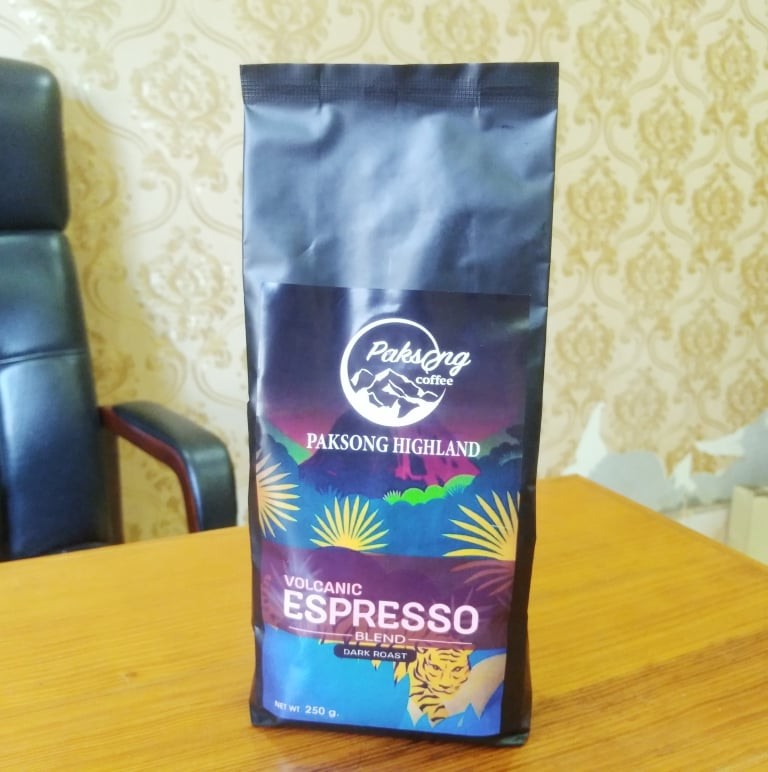 Paksong
coffee
PAKSONG HIGHLAND
VOLCANIC
ESPRESSO
BLEND
DARK ROAST
NET WT 250 g.